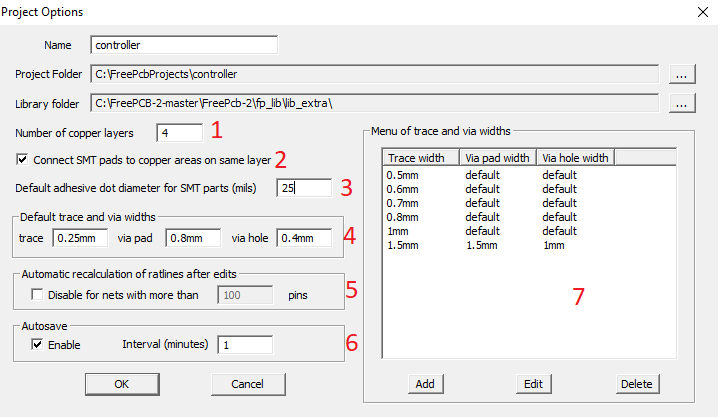 Project Options
Name controller
Project Folder C:\FreePcbProjects\controller ...
Library folder C:\FreePCB-2-master\FreePcb-2\fp_lib\lib_extra\ ...
Number of copper layers 4 1
Connect SMT pads to copper areas on same layer 2
Default adhesive dot diameter for SMT parts (mils) 25 3
Default trace and via widths
trace 0.25mm via pad 0.8mm via hole 0.4mm 4
Automatic recalculation of ratlines after edits
Disable for nets with more than 100 pins 5
Autosave
Enable Interval (minutes) 1 6
OK Cancel
Menu of trace and via widths
Trace width Via pad width Via hole width
0.5mm default default
0.6mm default default
0.7mm default default
0.8mm default default
1mm default default
1.5mm 1.5mm 1mm
7
Add Edit Delete